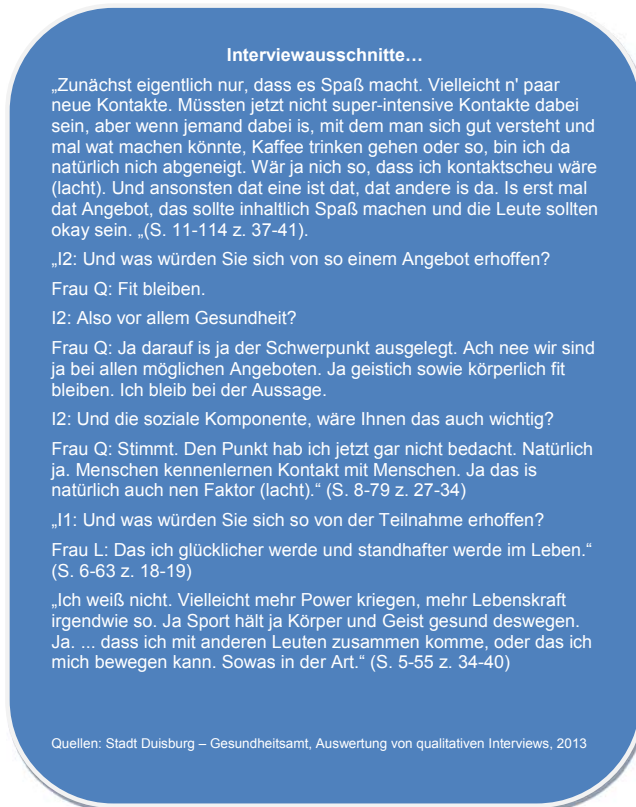 Interviewausschnitte…
„Zunächst eigentlich nur, dass es Spaß macht. Vielleicht n' paar
neue Kontakte. Müssten jetzt nicht super-intensive Kontakte dabei
sein, aber wenn jemand dabei is, mit dem man sich gut versteht und
mal wat machen könnte, Kaffee trinken gehen oder so, bin ich da
natürlich nich abgeneigt. Wär ja nich so, dass ich kontaktscheu wäre
(lacht). Und ansonsten dat eine ist dat, dat andere is da. Is erst mal
dat Angebot, das sollte inhaltlich Spaß machen und die Leute sollten
okay sein. „(S. 11-114 z. 37-41).
„I2: Und was würden Sie sich von so einem Angebot erhoffen?
Frau Q: Fit bleiben.
I2: Also vor allem Gesundheit?
Frau Q: Ja darauf is ja der Schwerpunkt ausgelegt. Ach nee wir sind
ja bei allen möglichen Angeboten. Ja geistich sowie körperlich fit
bleiben. Ich bleib bei der Aussage.
I2: Und die soziale Komponente, wäre Ihnen das auch wichtig?
Frau Q: Stimmt. Den Punkt hab ich jetzt gar nicht bedacht. Natürlich
ja. Menschen kennenlernen Kontakt mit Menschen. Ja das is
natürlich auch nen Faktor (lacht).“ (S. 8-79 z. 27-34)
„I1: Und was würden Sie sich so von der Teilnahme erhoffen?
Frau L: Das ich glücklicher werde und standhafter werde im Leben.“
(S. 6-63 z. 18-19)
„Ich weiß nicht. Vielleicht mehr Power kriegen, mehr Lebenskraft
irgendwie so. Ja Sport hält ja Körper und Geist gesund deswegen.
Ja. ... dass ich mit anderen Leuten zusammen komme, oder das ich
mich bewegen kann. Sowas in der Art.“ (S. 5-55 z. 34-40)
Quellen: Stadt Duisburg – Gesundheitsamt, Auswertung von qualitativen Interviews, 2013